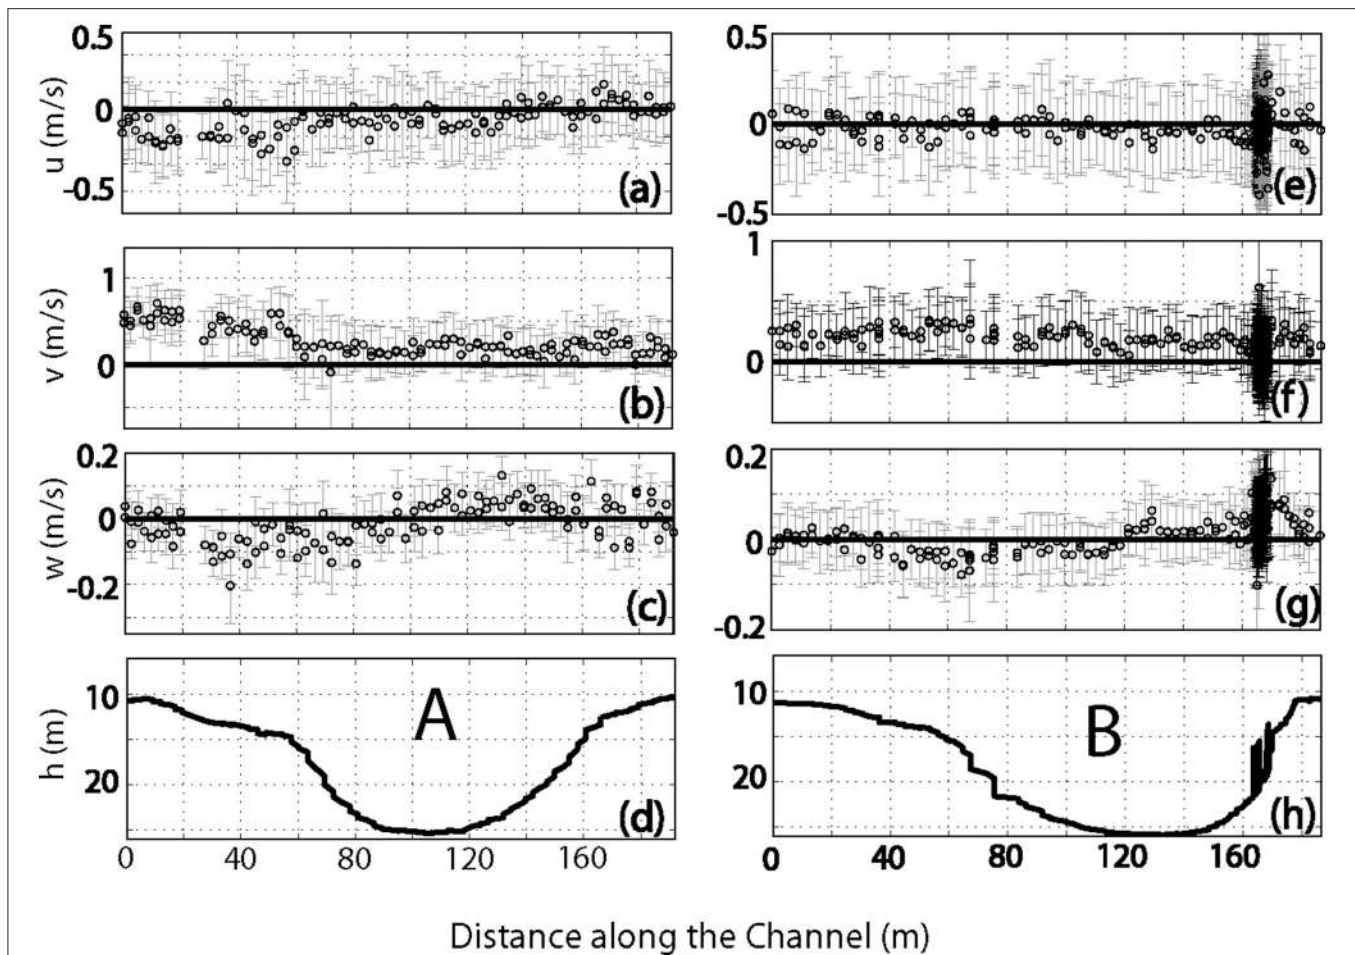 0.5
u (m/s)
0
-0.5
(a)
0.5
0
-0.5
(e)
1
v (m/s)
0
(b)
1
0
(f)
0.2
w (m/s)
0
-0.2
(c)
0.2
0
-0.2
(g)
10
h (m)
20
A
(d)
0 40 80 120 160
10
20
B
(h)
0 40 80 120 160
Distance along the Channel (m)